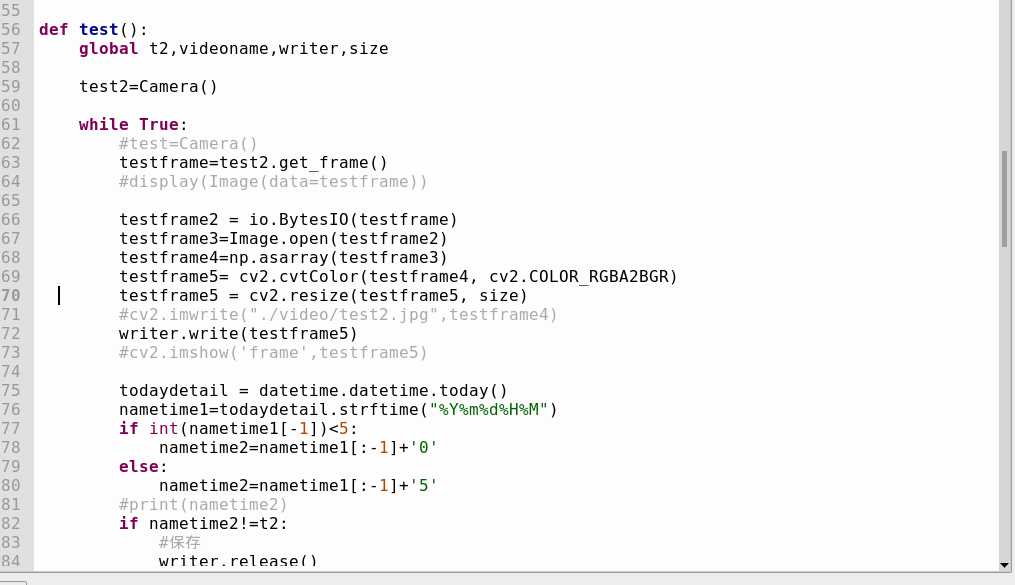 55
56 def test():
57     global t2,videoname,writer,size
58
59     test2=Camera()
60
61     while True:
62         #test=Camera()
63         testframe=test2.get_frame()
64         #display(Image(data=testframe))
65
66         testframe2 = io.BytesIO(testframe)
67         testframe3=Image.open(testframe2)
68         testframe4=np.asarray(testframe3)
69         testframe5= cv2.cvtColor(testframe4, cv2.COLOR_RGBA2BGR)
70         testframe5 = cv2.resize(testframe5, size)
71         #cv2.imwrite("./video/test2.jpg",testframe4)
72         writer.write(testframe5)
73         #cv2.imshow('frame',testframe5)
74
75         todaydetail = datetime.datetime.today()
76         nametime1=todaydetail.strftime("%Y%m%d%H%M")
77         if int(nametime1[-1])<5:
78             nametime2=nametime1[:-1]+'0'
79         else:
80             nametime2=nametime1[:-1]+'5'
81         #print(nametime2)
82         if nametime2!=t2:
83             #保存
84             writer.release()